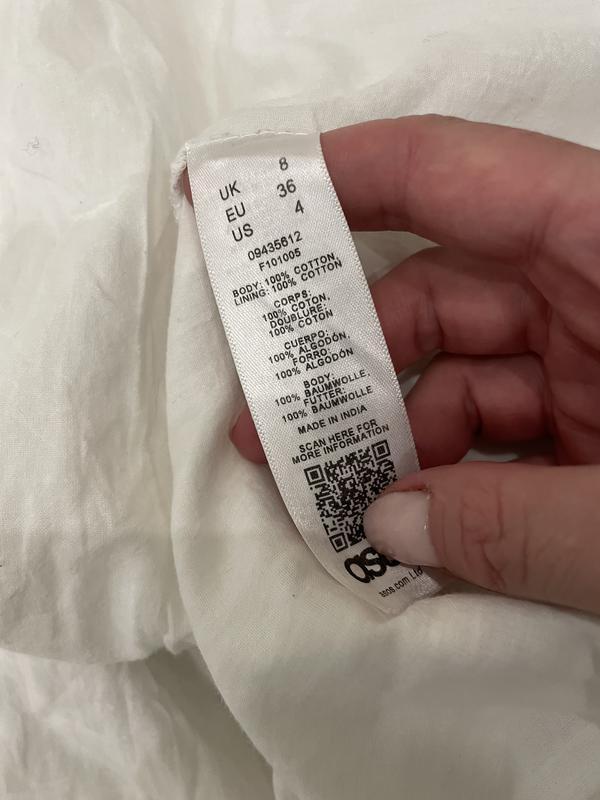 UK 8
EU 36
US 4
09435612
F101005
BODY: 100% COTTON,
LINING: 100% COTTON
CORPS:
100% COTON,
DOUBLURE:
100% COTON
CUERPO:
100% ALGODÓN,
FORRO:
100% ALGODÓN
BODY:
100% BAUMWOLLE,
FUTTER:
100% BAUMWOLLE
MADE IN INDIA
SCAN HERE FOR
MORE INFORMATION
asos.com